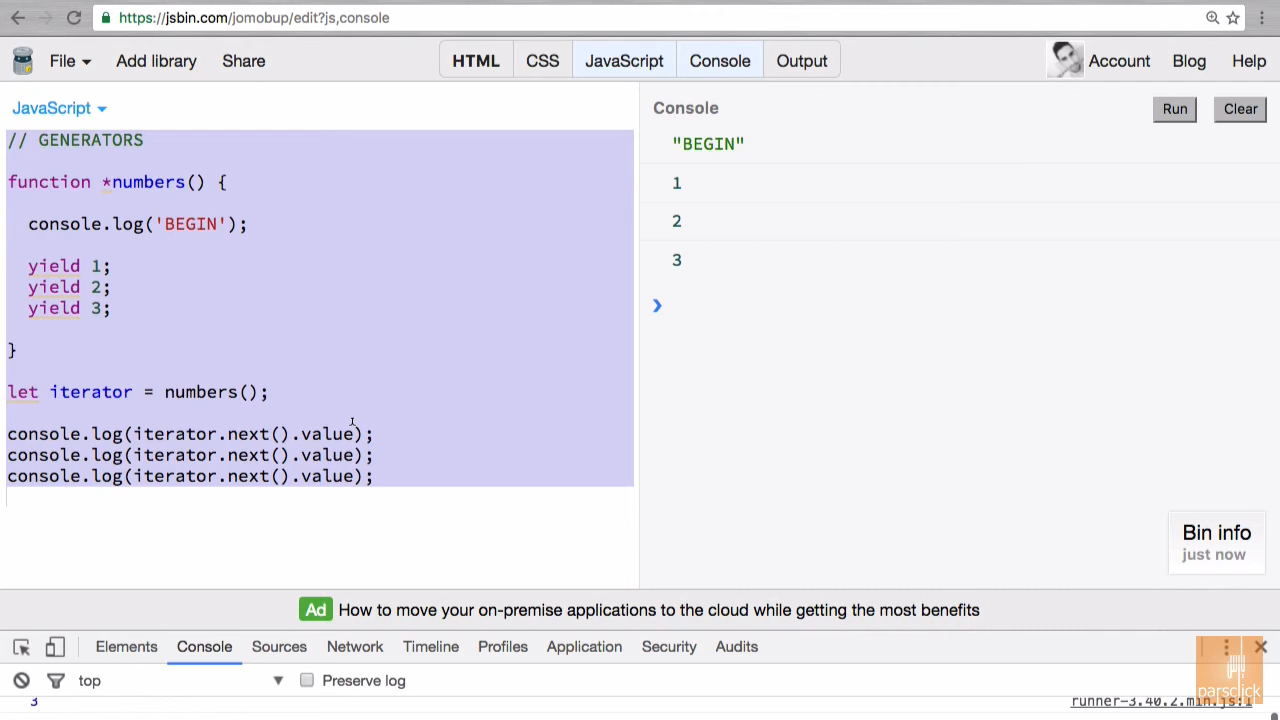 https://jsbin.com/jomobup/edit?js,console
File Add library Share HTML CSS JavaScript Console Output Account Blog Help
JavaScript
// GENERATORS
function *numbers() {
console.log('BEGIN');
yield 1;
yield 2;
yield 3;
}
let iterator = numbers();
console.log(iterator.next().value);
console.log(iterator.next().value);
console.log(iterator.next().value);
Console Run Clear
"BEGIN"
1
2
3
Bin info
just now
Ad How to move your on-premise applications to the cloud while getting the most benefits
Elements Console Sources Network Timeline Profiles Application Security Audits
top Preserve log
3 runner-3.40.2.min.js:1
parsclick